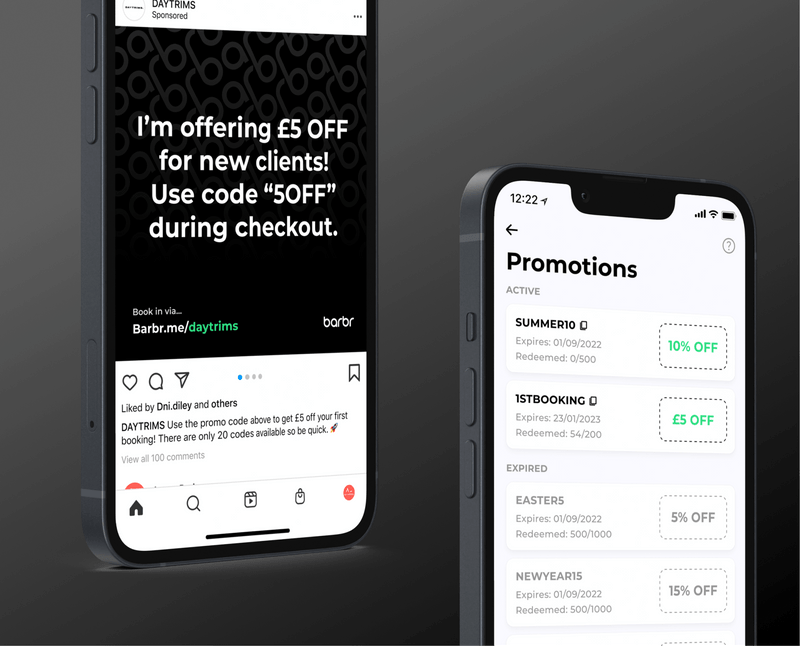 DAYTRIMS
Sponsored
I'm offering £5 OFF
for new clients!
Use code “5OFF”
during checkout.
Book in via...
Barbr.me/daytrims
barbr
Liked by Dni.diley and others
DAYTRIMS Use the promo code above to get £5 off your first
booking! There are only 20 codes available so be quick. 🚀
View all 100 comments
12:22
Promotions
ACTIVE
SUMMER10
Expires: 01/09/2022
Redeemed: 0/500
10% OFF
1STBOOKING
Expires: 23/01/2023
Redeemed: 54/200
£5 OFF
EXPIRED
EASTER5
Expires: 01/09/2022
Redeemed: 500/1000
5% OFF
NEWYEAR15
Expires: 01/09/2022
Redeemed: 500/1000
15% OFF